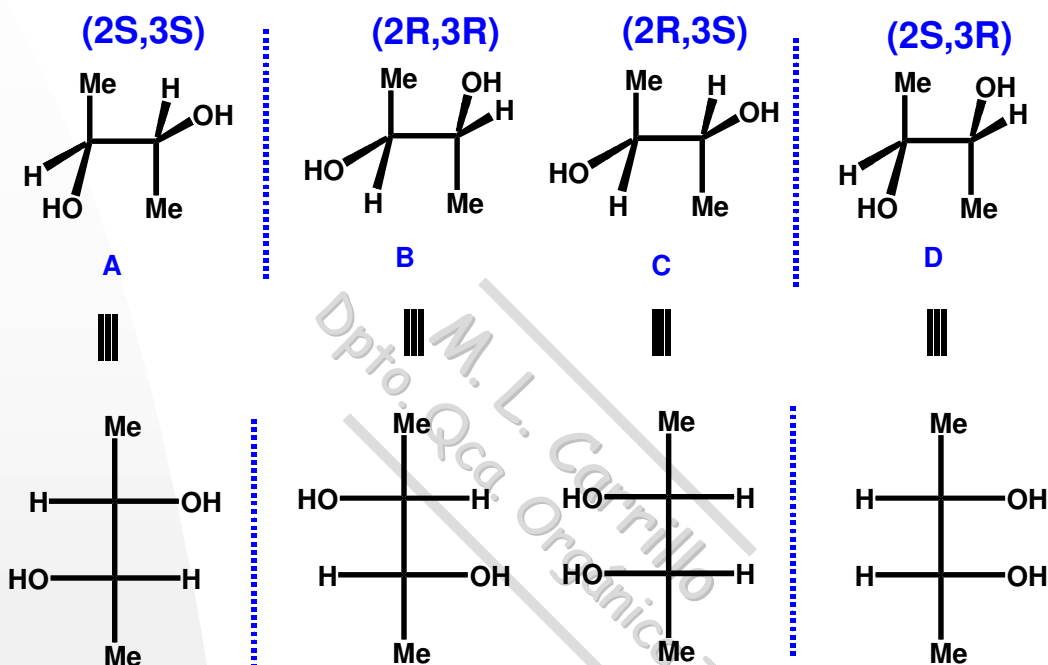 (2S,3S) (2R,3R) (2R,3S) (2S,3R)
Me H OH H HO Me
Me OH H HO H Me
Me H OH HO H Me
Me OH H H HO Me
A B C D
M. L. Carrillo
Dpto. Qca. Orgánica
Me Me Me Me
H OH HO H HO H H OH
HO H H OH HO H H OH
Me Me Me Me